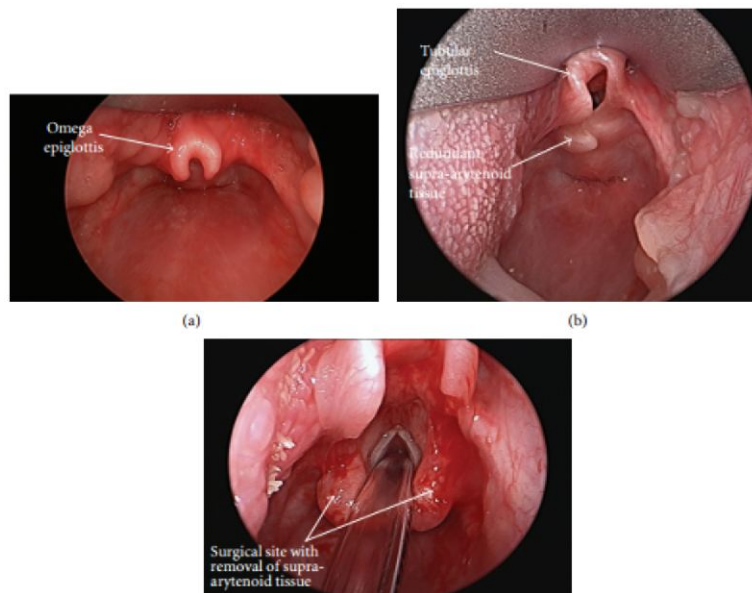 Omega
epiglottis
Tubular
epiglottis
Redundant
supra-arytenoid
tissue
(a)
(b)
Surgical site with
removal of supra-
arytenoid tissue